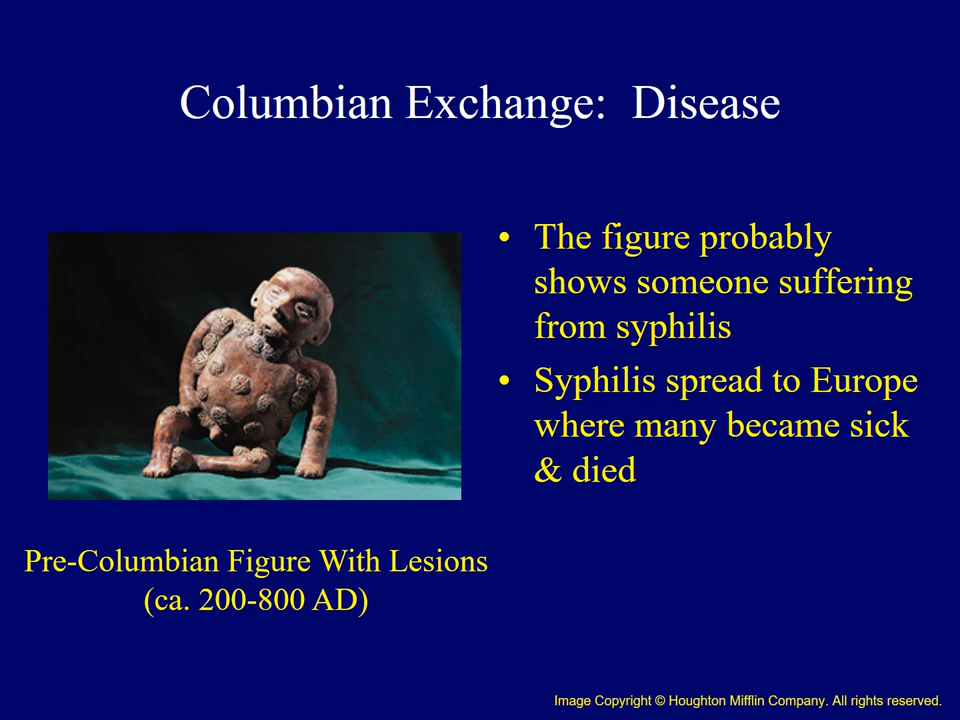 Columbian Exchange: Disease
• The figure probably
shows someone suffering
from syphilis
• Syphilis spread to Europe
where many became sick
& died
Pre-Columbian Figure With Lesions
(ca. 200-800 AD)
Image Copyright © Houghton Mifflin Company. All rights reserved.